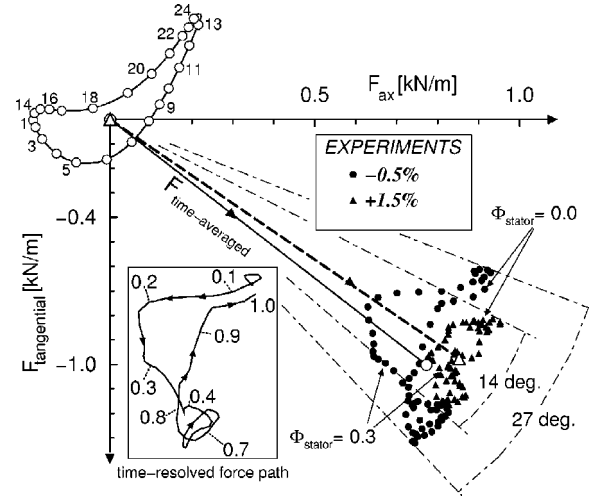 24
13
22
20
11
18
9
14
16
1
3
5
F_ax [kN/m]
0.5
1.0
EXPERIMENTS
−0.5%
+1.5%
Φ_stator = 0.0
F_time−averaged
−0.4
F_tangential [kN/m]
−1.0
0.2
0.1
1.0
0.9
0.3
0.4
0.8
0.7
time−resolved force path
Φ_stator = 0.3
14 deg.
27 deg.